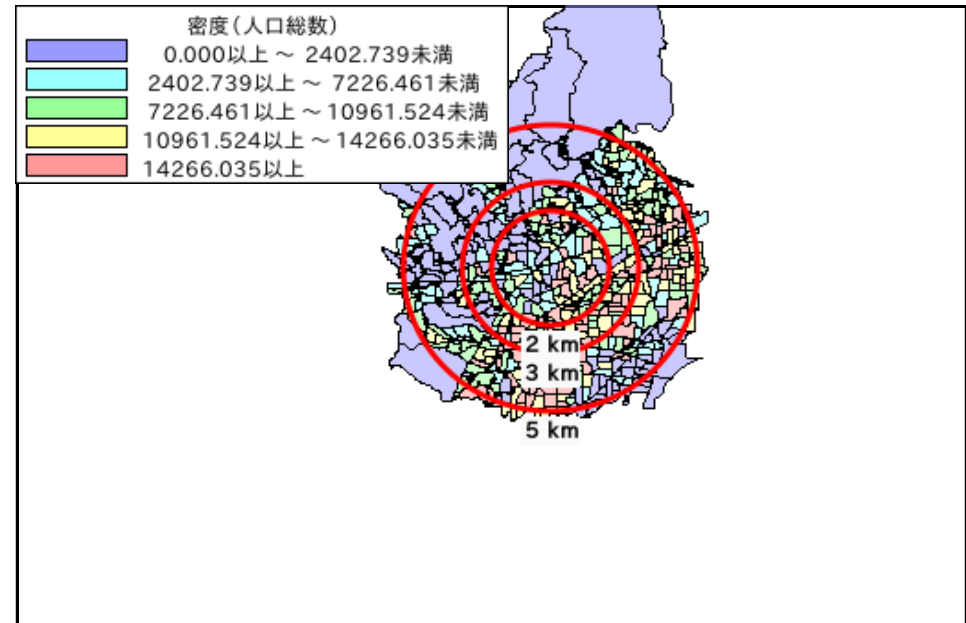 密度(人口総数)
0.000以上 ～ 2402.739未満
2402.739以上 ～ 7226.461未満
7226.461以上 ～ 10961.524未満
10961.524以上 ～ 14266.035未満
14266.035以上
2 km
3 km
5 km